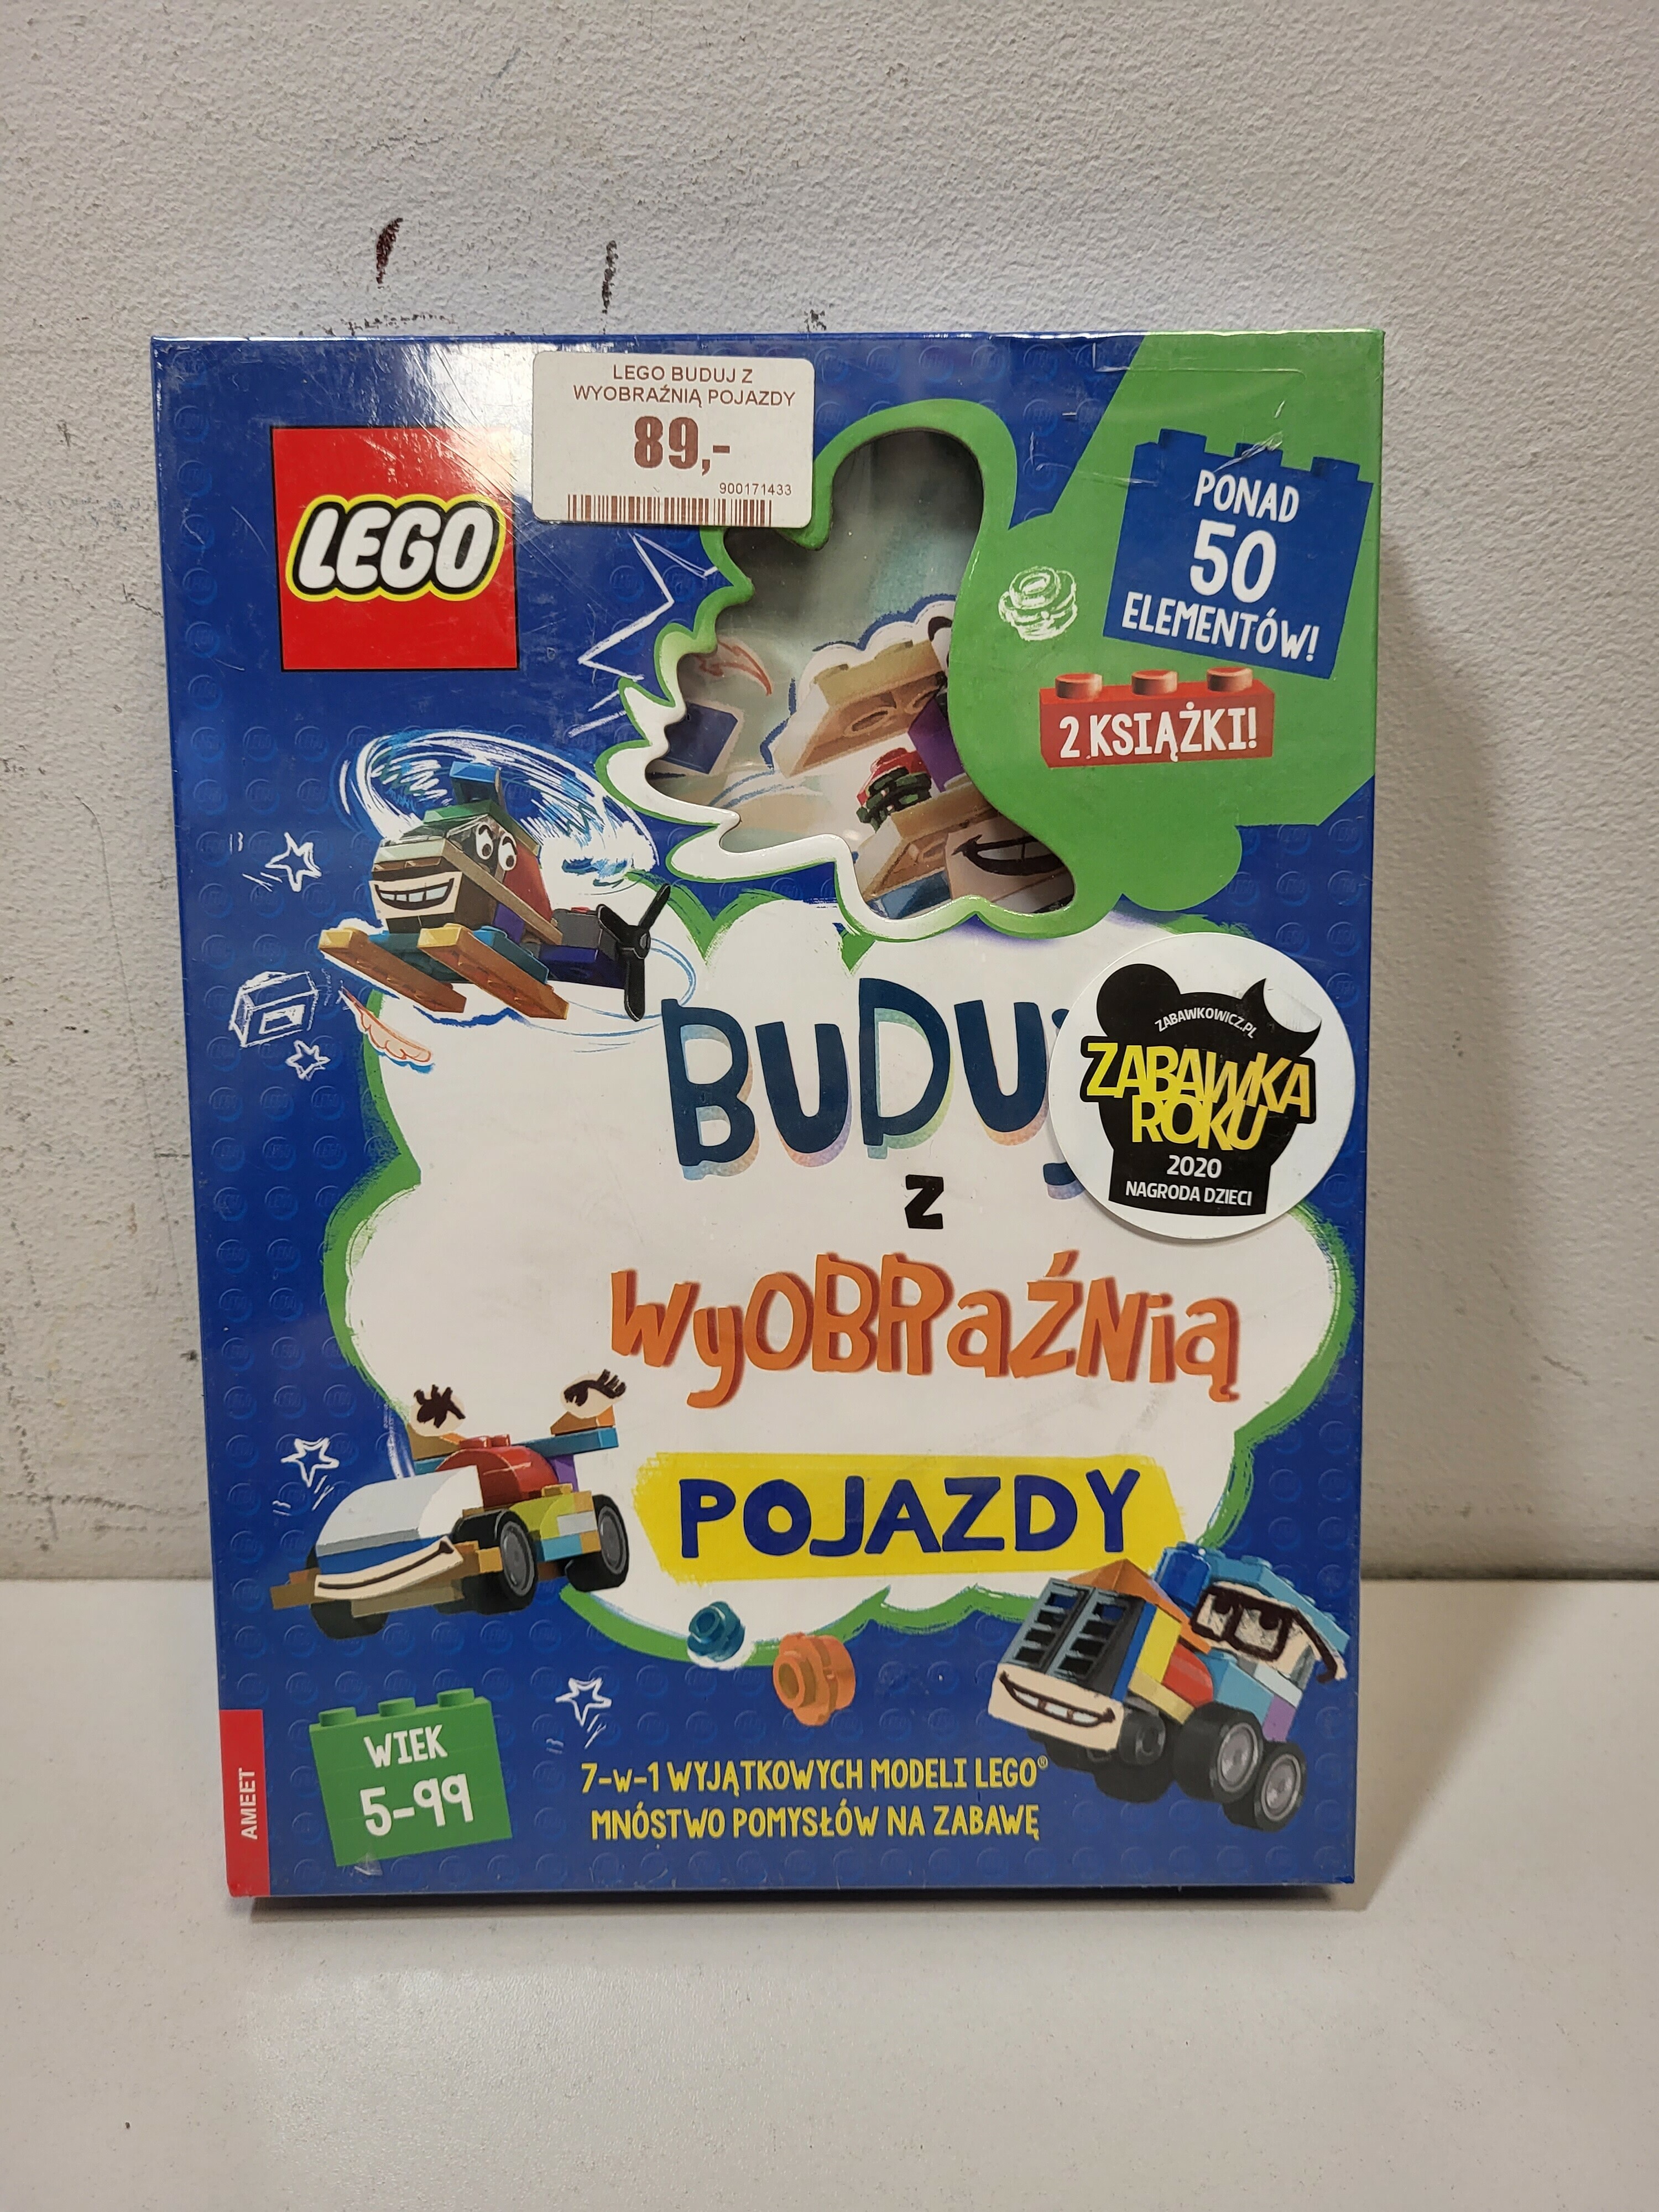 LEGO BUDUJ Z
WYOBRAŹNIĄ POJAZDY
89,-
900171433
LEGO
PONAD
50
ELEMENTÓW!
2 KSIĄŻKI!
BUDUJ
Z
WYOBRAŹNIĄ
POJAZDY
ZABAWKOWICZ.PL
ZABAWKA
ROKU
2020
NAGRODA DZIECI
WIEK
5-99
7-w-1 WYJĄTKOWYCH MODELI LEGO®
MNÓSTWO POMYSŁÓW NA ZABAWĘ
AMEET